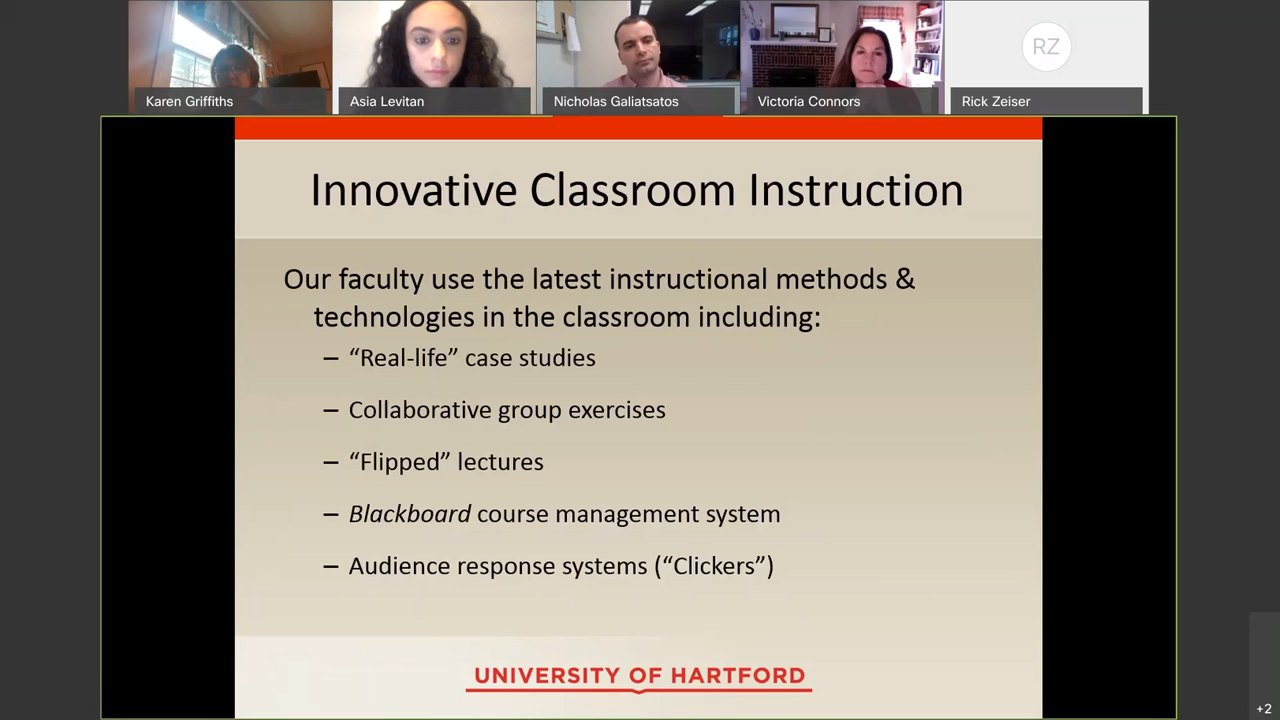 Karen Griffiths
Asia Levitan
Nicholas Galiatsatos
Victoria Connors
RZ
Rick Zeiser
Innovative Classroom Instruction
Our faculty use the latest instructional methods &
technologies in the classroom including:
– “Real-life” case studies
– Collaborative group exercises
– “Flipped” lectures
– Blackboard course management system
– Audience response systems (“Clickers”)
UNIVERSITY OF HARTFORD
+2